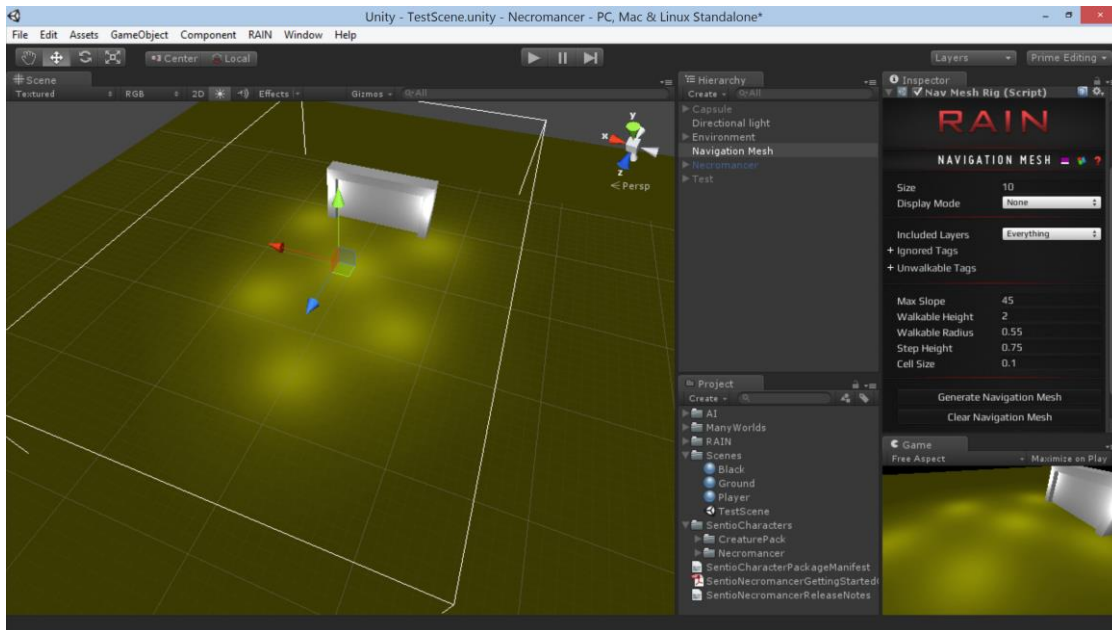 Unity - TestScene.unity - Necromancer - PC, Mac & Linux Standalone*
File Edit Assets GameObject Component RAIN Window Help
Center Local
Layers
Prime Editing
Scene
Textured RGB 2D Effects Gizmos All
y
x
z
Persp
Hierarchy
Create All
Capsule
Directional light
Environment
Navigation Mesh
Necromancer
Test
Project
Create
AI
ManyWorlds
RAIN
Scenes
Black
Ground
Player
TestScene
SentioCharacters
CreaturePack
Necromancer
SentioCharacterPackageManifest
SentioNecromancerGettingStarted
SentioNecromancerReleaseNotes
Inspector
Nav Mesh Rig (Script)
RAIN
NAVIGATION MESH ?
Size 10
Display Mode None
Included Layers Everything
+ Ignored Tags
+ Unwalkable Tags
Max Slope 45
Walkable Height 2
Walkable Radius 0.55
Step Height 0.75
Cell Size 0.1
Generate Navigation Mesh
Clear Navigation Mesh
Game
Free Aspect Maximize on Play